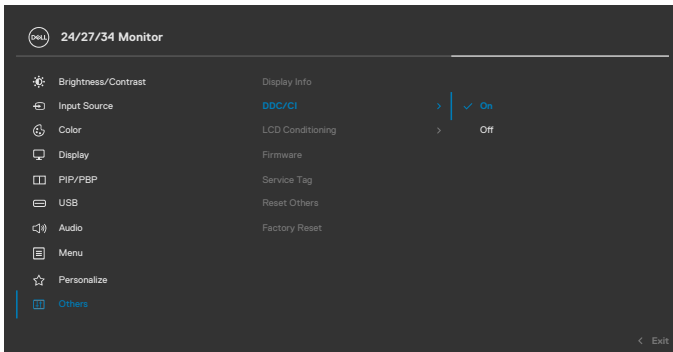 DELL
24/27/34 Monitor
Brightness/Contrast
Display Info
Input Source
DDC/CI
On
Color
LCD Conditioning
Off
Display
Firmware
PIP/PBP
Service Tag
USB
Reset Others
Audio
Factory Reset
Menu
Personalize
Others
Exit